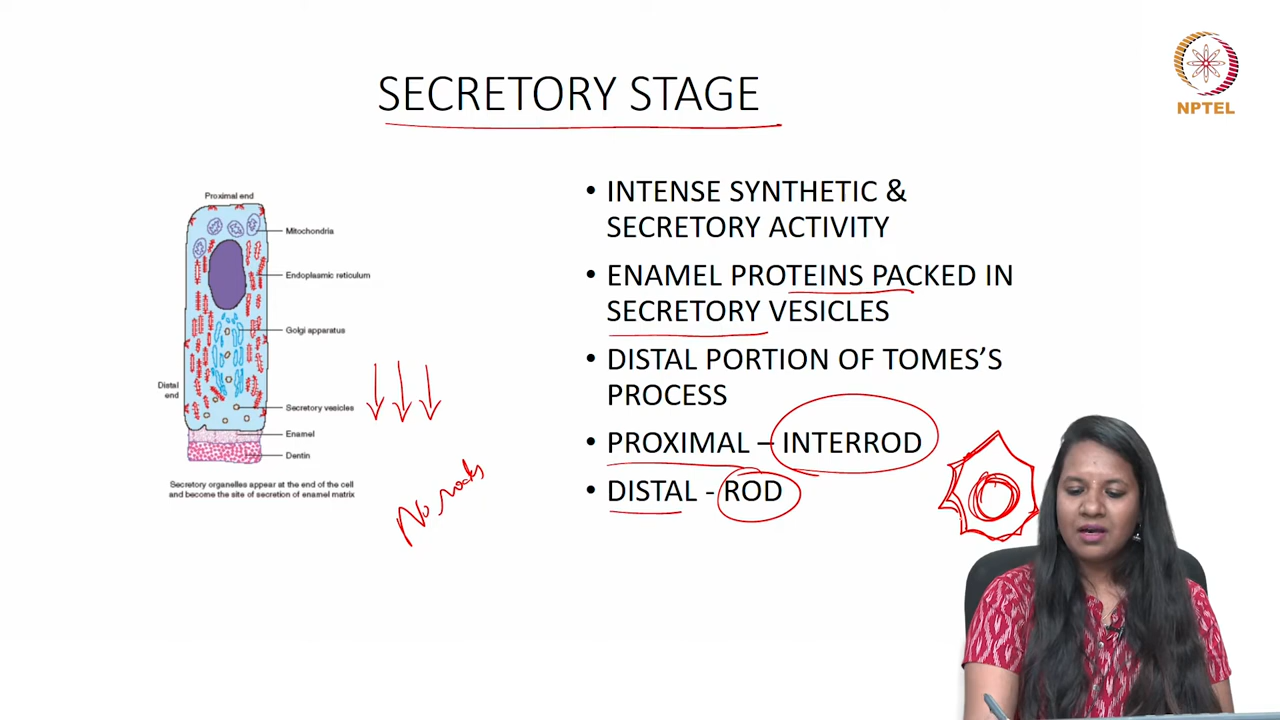 SECRETORY STAGE
NPTEL
Proximal end
Mitochondria
Endoplasmic reticulum
Golgi apparatus
Distal
end
Secretory vesicles
Enamel
Dentin
Secretory organelles appear at the end of the cell
and become the site of secretion of enamel matrix
No rods
• INTENSE SYNTHETIC &
SECRETORY ACTIVITY
• ENAMEL PROTEINS PACKED IN
SECRETORY VESICLES
• DISTAL PORTION OF TOMES'S
PROCESS
• PROXIMAL – INTERROD
• DISTAL - ROD